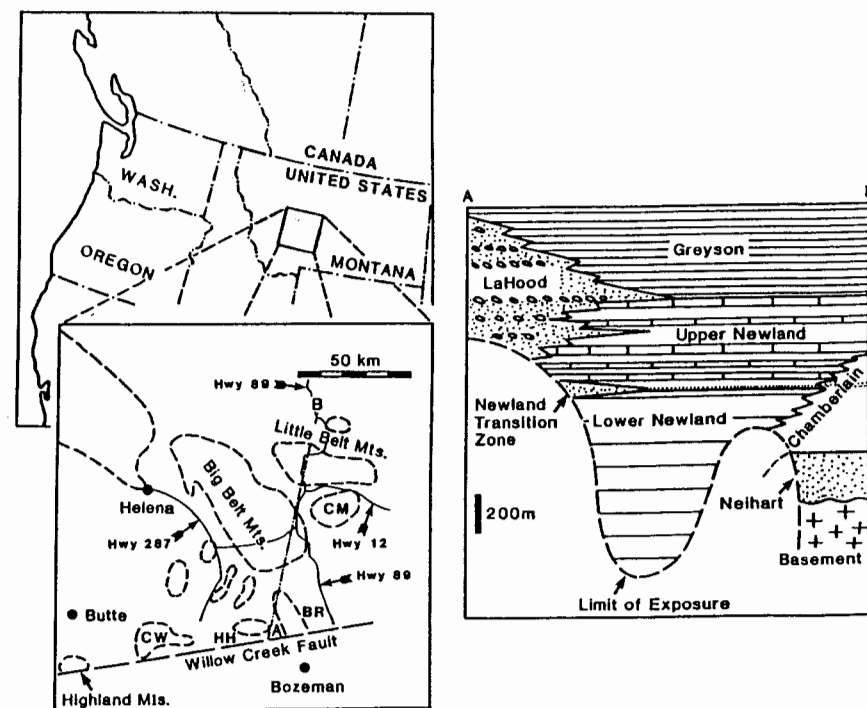 CANADA
UNITED STATES
WASH.
OREGON
MONTANA
50 km
Hwy 89
B
Little Belt Mts.
Big Belt Mts.
Helena
CM
Hwy 287
Hwy 12
Hwy 89
Butte
BR
CW
HH
A
Willow Creek Fault
Highland Mts.
Bozeman
A
Greyson
LaHood
Upper Newland
Newland
Transition
Zone
Lower Newland
Chamberlain
200m
Neihart
Basement
Limit of Exposure